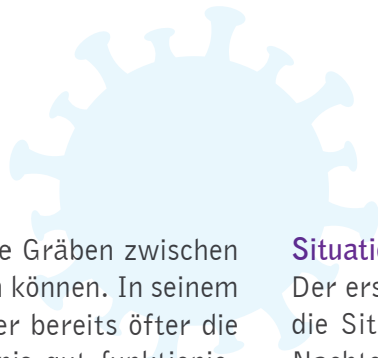 e Gräben zwischen
können. In seinem
er bereits öfter die
Situati
Der ers
die Sit